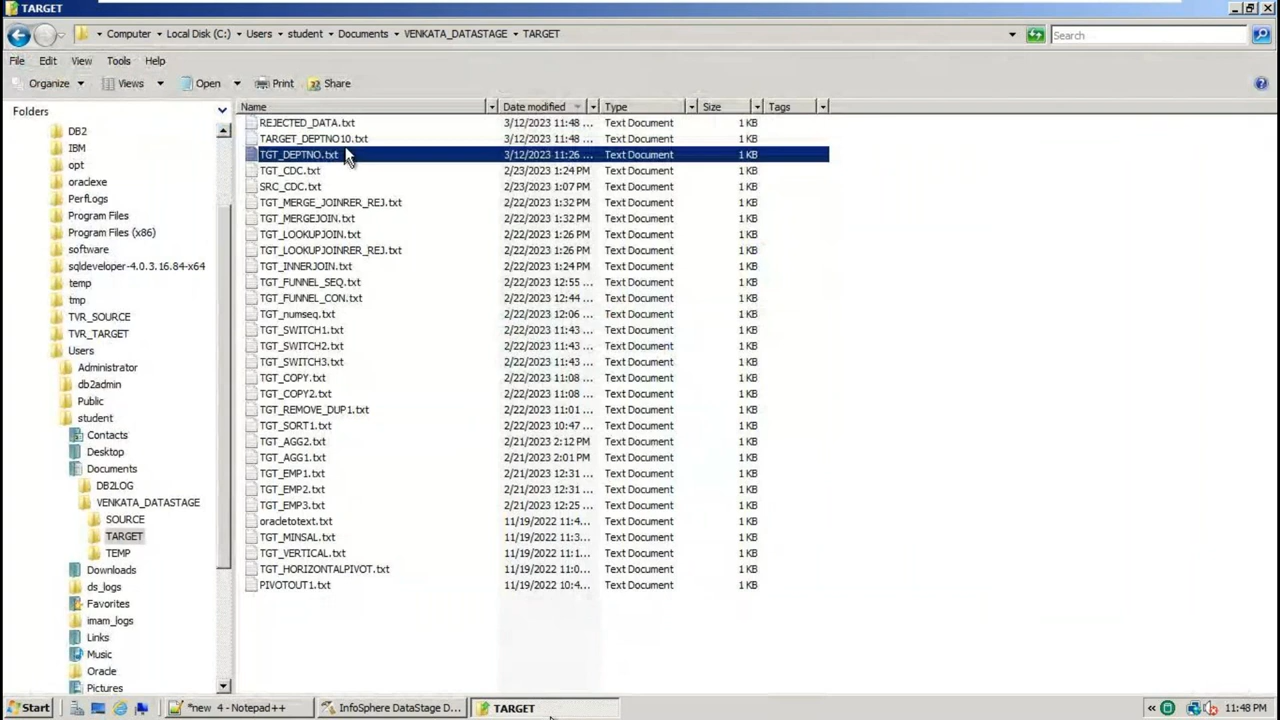 TARGET
Computer ▸ Local Disk (C:) ▸ Users ▸ student ▸ Documents ▸ VENKATA_DATASTAGE ▸ TARGET
Search
File Edit View Tools Help
Organize Views Open Print Share
Folders
Name Date modified Type Size Tags
DB2
IBM
opt
oraclexe
PerfLogs
Program Files
Program Files (x86)
software
sqldeveloper-4.0.3.16.84-x64
temp
tmp
TVR_SOURCE
TVR_TARGET
Users
Administrator
db2admin
Public
student
Contacts
Desktop
Documents
DB2LOG
VENKATA_DATASTAGE
SOURCE
TARGET
TEMP
Downloads
ds_logs
Favorites
imam_logs
Links
Music
Oracle
Pictures
REJECTED_DATA.txt 3/12/2023 11:48 ... Text Document 1 KB
TARGET_DEPTNO10.txt 3/12/2023 11:48 ... Text Document 1 KB
TGT_DEPTNO.txt 3/12/2023 11:26 ... Text Document 1 KB
TGT_CDC.txt 2/23/2023 1:24 PM Text Document 1 KB
SRC_CDC.txt 2/23/2023 1:07 PM Text Document 1 KB
TGT_MERGE_JOINRER_REJ.txt 2/22/2023 1:32 PM Text Document 1 KB
TGT_MERGEJOIN.txt 2/22/2023 1:32 PM Text Document 1 KB
TGT_LOOKUPJOIN.txt 2/22/2023 1:26 PM Text Document 1 KB
TGT_LOOKUPJOINRER_REJ.txt 2/22/2023 1:26 PM Text Document 1 KB
TGT_INNERJOIN.txt 2/22/2023 1:24 PM Text Document 1 KB
TGT_FUNNEL_SEQ.txt 2/22/2023 12:55 ... Text Document 1 KB
TGT_FUNNEL_CON.txt 2/22/2023 12:44 ... Text Document 1 KB
TGT_numseq.txt 2/22/2023 12:06 ... Text Document 1 KB
TGT_SWITCH1.txt 2/22/2023 11:43 ... Text Document 1 KB
TGT_SWITCH2.txt 2/22/2023 11:43 ... Text Document 1 KB
TGT_SWITCH3.txt 2/22/2023 11:43 ... Text Document 1 KB
TGT_COPY.txt 2/22/2023 11:08 ... Text Document 1 KB
TGT_COPY2.txt 2/22/2023 11:08 ... Text Document 1 KB
TGT_REMOVE_DUP1.txt 2/22/2023 11:01 ... Text Document 1 KB
TGT_SORT1.txt 2/22/2023 10:47 ... Text Document 1 KB
TGT_AGG2.txt 2/21/2023 2:12 PM Text Document 1 KB
TGT_AGG1.txt 2/21/2023 2:01 PM Text Document 1 KB
TGT_EMP1.txt 2/21/2023 12:31 ... Text Document 1 KB
TGT_EMP2.txt 2/21/2023 12:31 ... Text Document 1 KB
TGT_EMP3.txt 2/21/2023 12:25 ... Text Document 1 KB
oracletotext.txt 11/19/2022 11:4... Text Document 1 KB
TGT_MINSAL.txt 11/19/2022 11:3... Text Document 1 KB
TGT_VERTICAL.txt 11/19/2022 11:1... Text Document 1 KB
TGT_HORIZONTALPIVOT.txt 11/19/2022 11:0... Text Document 1 KB
PIVOTOUT1.txt 11/19/2022 10:4... Text Document 1 KB
Start *new 4 - Notepad++ InfoSphere DataStage D... TARGET 11:48 PM